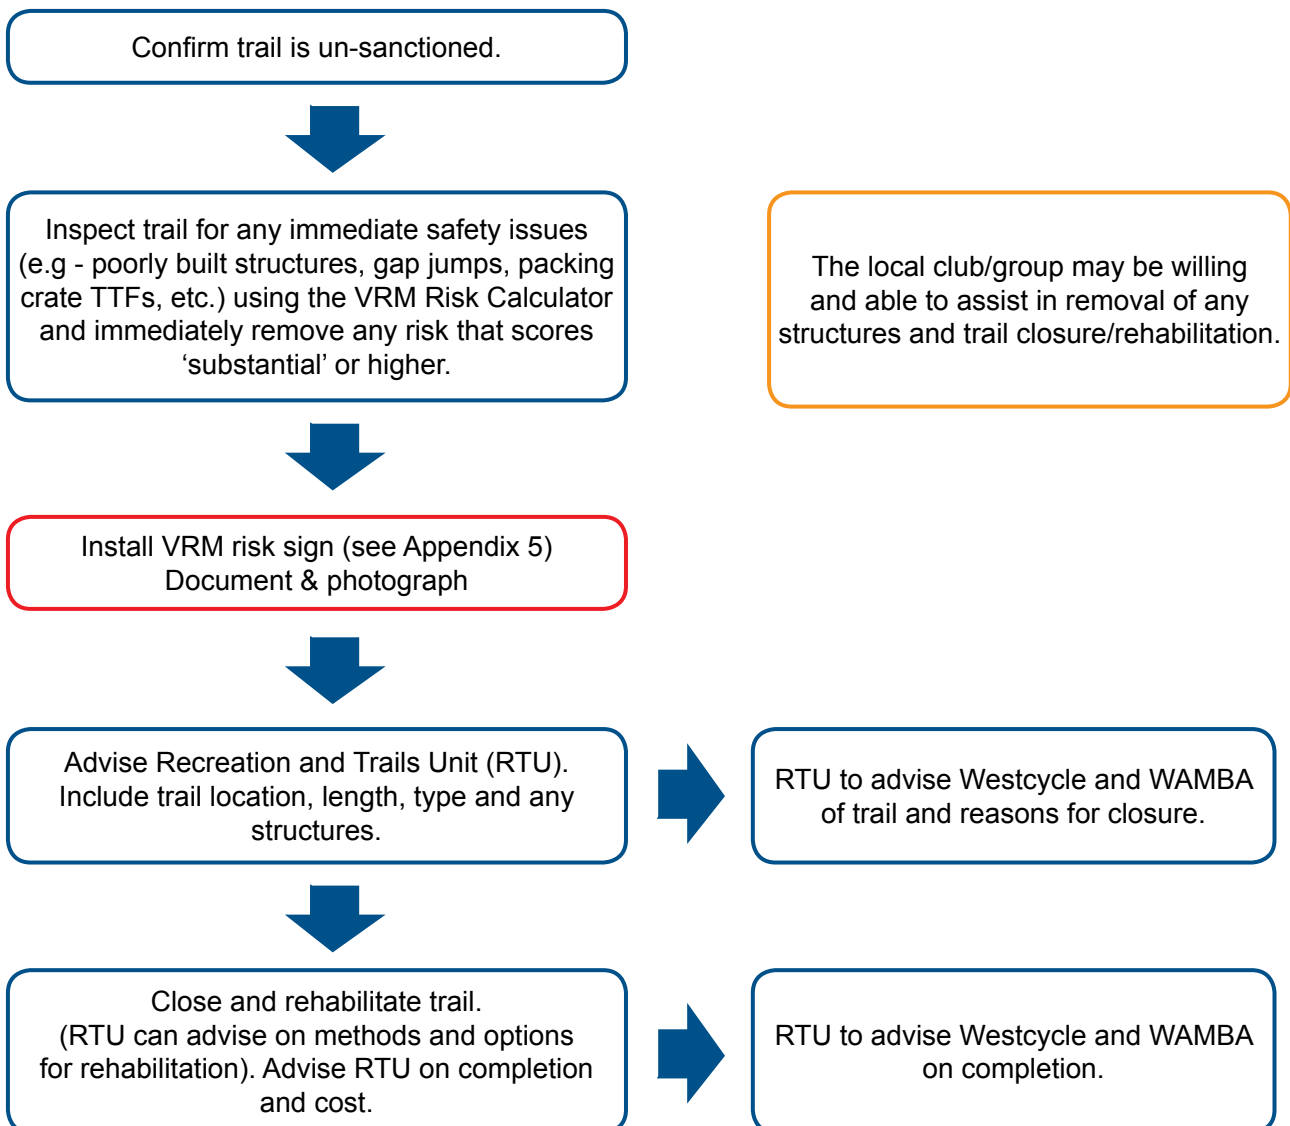 Confirm trail is un-sanctioned.
Inspect trail for any immediate safety issues
(e.g - poorly built structures, gap jumps, packing
crate TTFs, etc.) using the VRM Risk Calculator
and immediately remove any risk that scores
‘substantial’ or higher.
The local club/group may be willing
and able to assist in removal of any
structures and trail closure/rehabilitation.
Install VRM risk sign (see Appendix 5)
Document & photograph
Advise Recreation and Trails Unit (RTU).
Include trail location, length, type and any
structures.
RTU to advise Westcycle and WAMBA
of trail and reasons for closure.
Close and rehabilitate trail.
(RTU can advise on methods and options
for rehabilitation). Advise RTU on completion
and cost.
RTU to advise Westcycle and WAMBA
on completion.